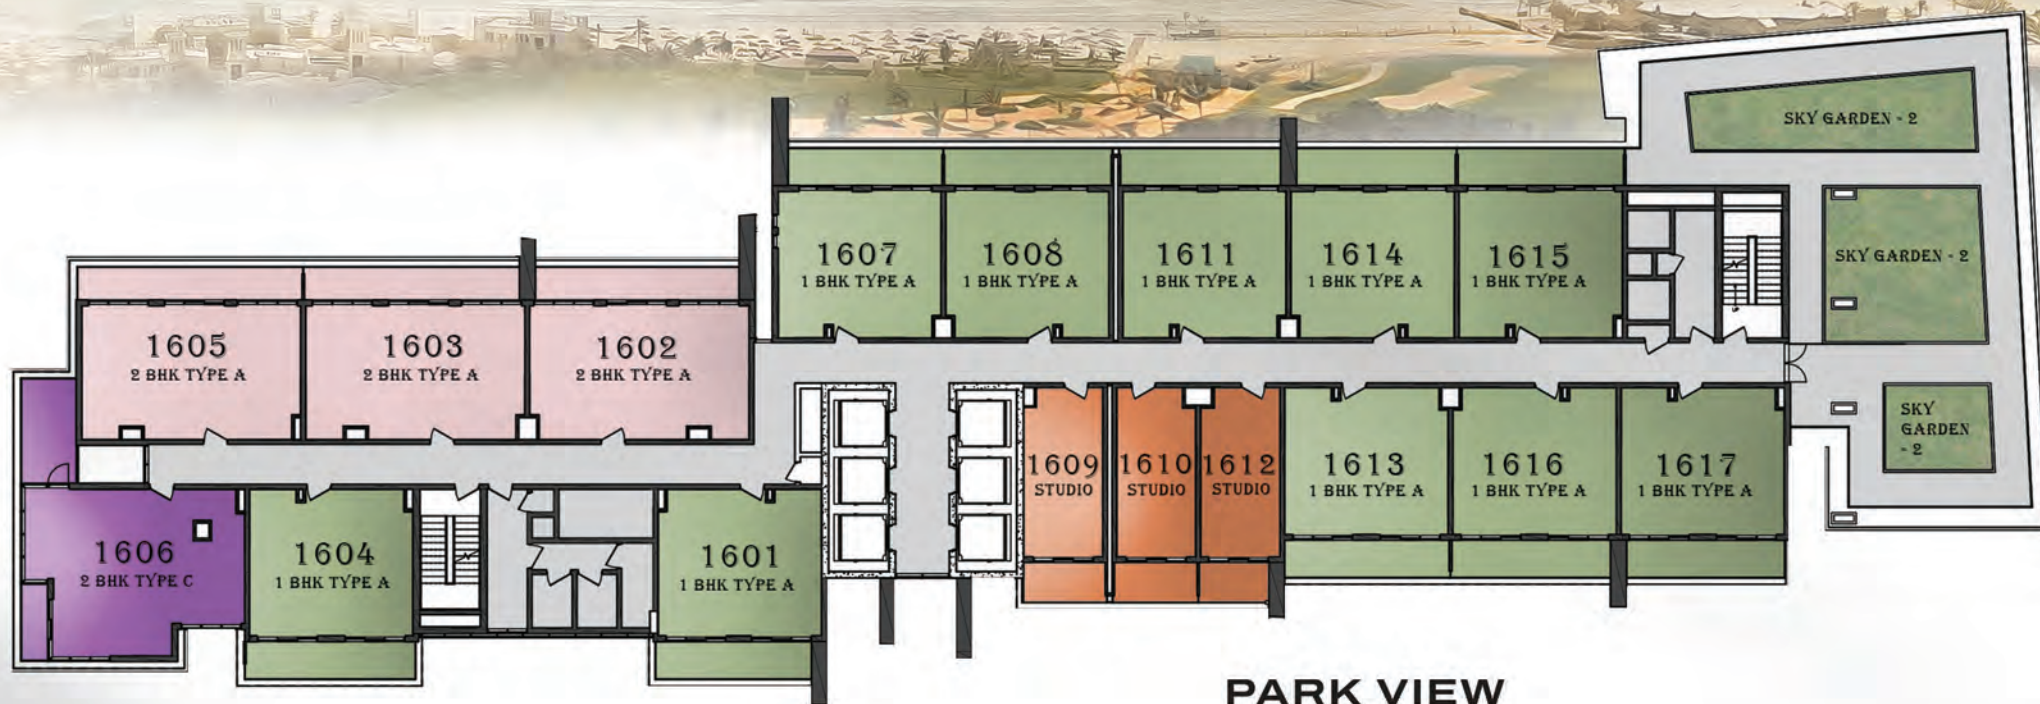 SKY GARDEN - 2
1607
1 BHK TYPE A
1608
1 BHK TYPE A
1611
1 BHK TYPE A
1614
1 BHK TYPE A
1615
1 BHK TYPE A
SKY GARDEN - 2
1605
2 BHK TYPE A
1603
2 BHK TYPE A
1602
2 BHK TYPE A
SKY
GARDEN
- 2
1609
STUDIO
1610
STUDIO
1612
STUDIO
1613
1 BHK TYPE A
1616
1 BHK TYPE A
1617
1 BHK TYPE A
1606
2 BHK TYPE C
1604
1 BHK TYPE A
1601
1 BHK TYPE A
PARK VIEW